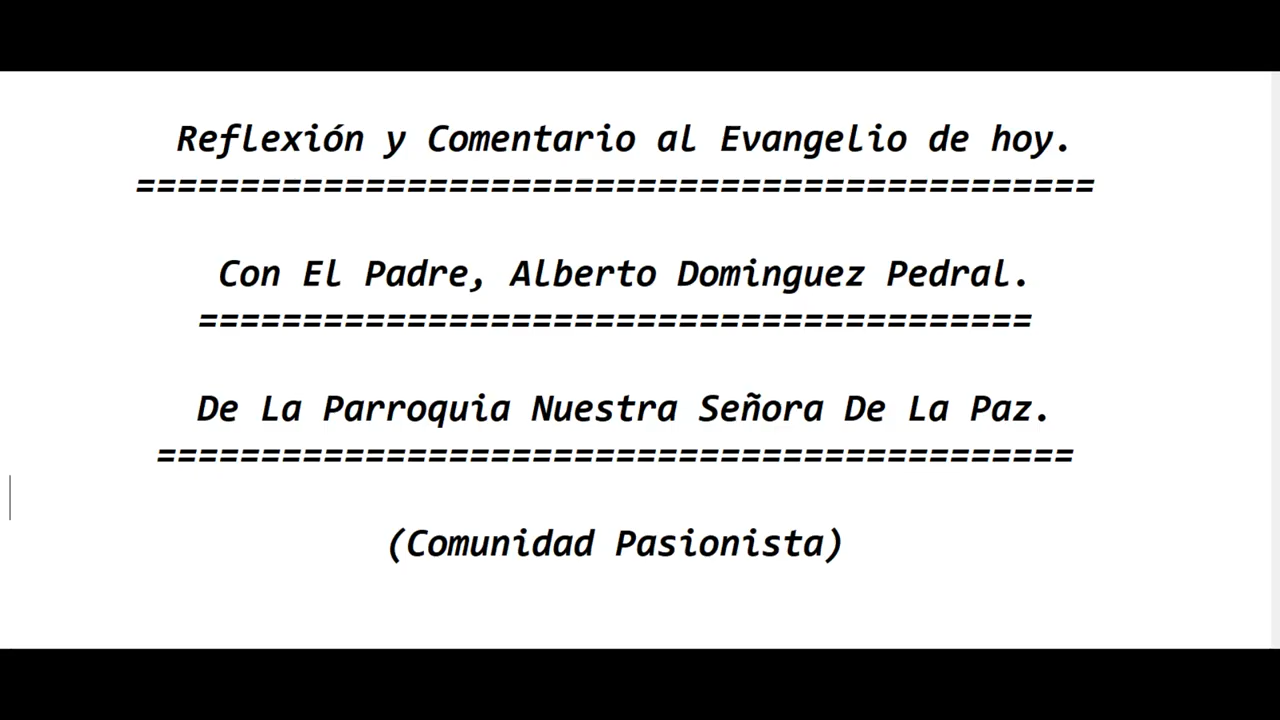 Reflexión y Comentario al Evangelio de hoy.
==============================================
Con El Padre, Alberto Dominguez Pedral.
========================================
De La Parroquia Nuestra Señora De La Paz.
============================================
(Comunidad Pasionista)